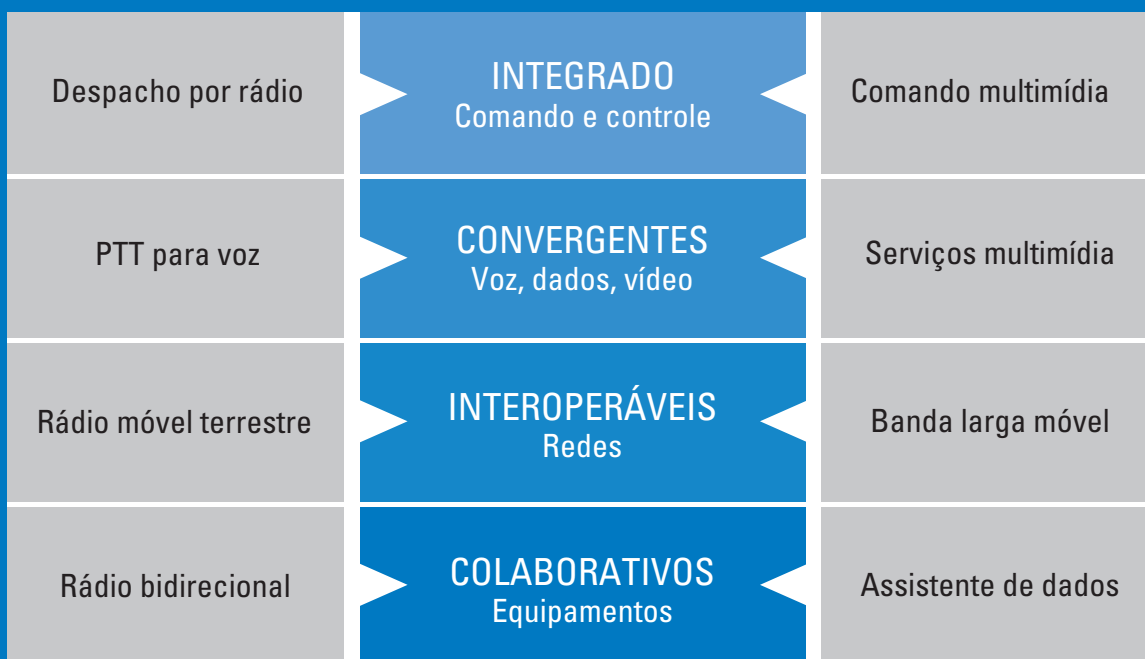 Despacho por rádio
INTEGRADO
Comando e controle
Comando multimídia
PTT para voz
CONVERGENTES
Voz, dados, vídeo
Serviços multimídia
Rádio móvel terrestre
INTEROPERÁVEIS
Redes
Banda larga móvel
Rádio bidirecional
COLABORATIVOS
Equipamentos
Assistente de dados